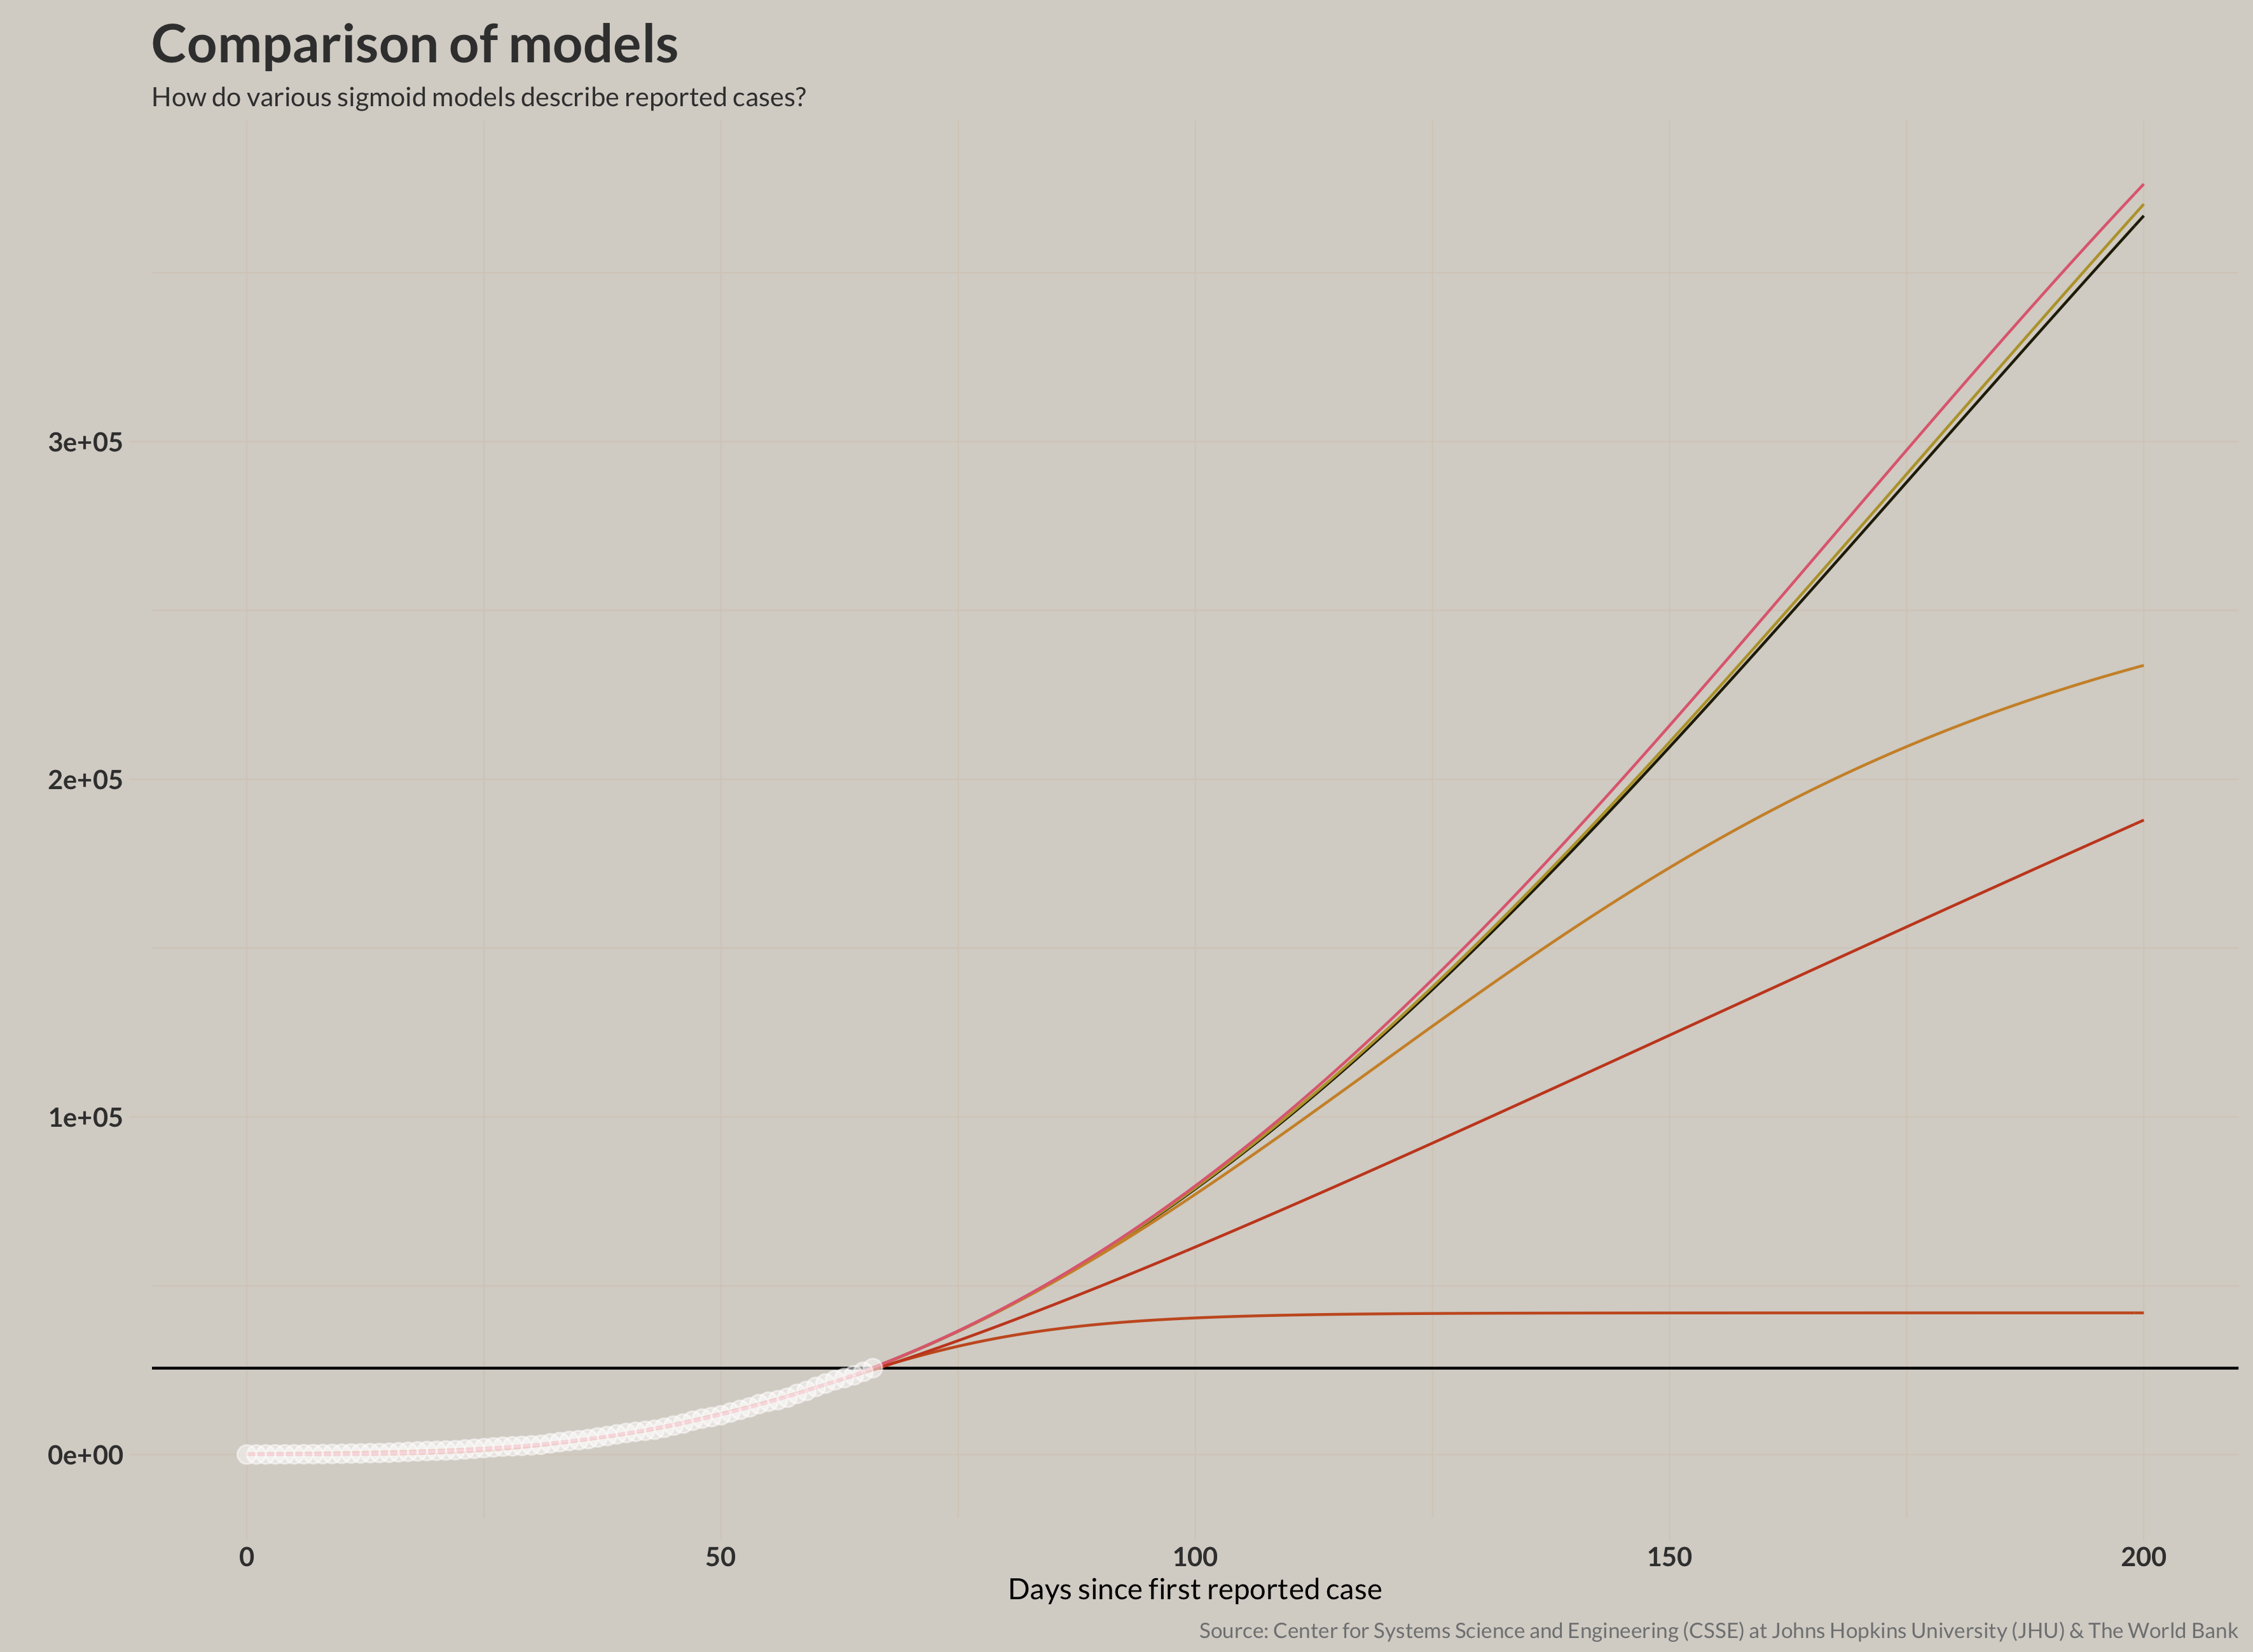 Comparison of models
How do various sigmoid models describe reported cases?
3e+05
2e+05
1e+05
0e+00
0 50 100 150 200
Days since first reported case
Source: Center for Systems Science and Engineering (CSSE) at Johns Hopkins University (JHU) & The World Bank